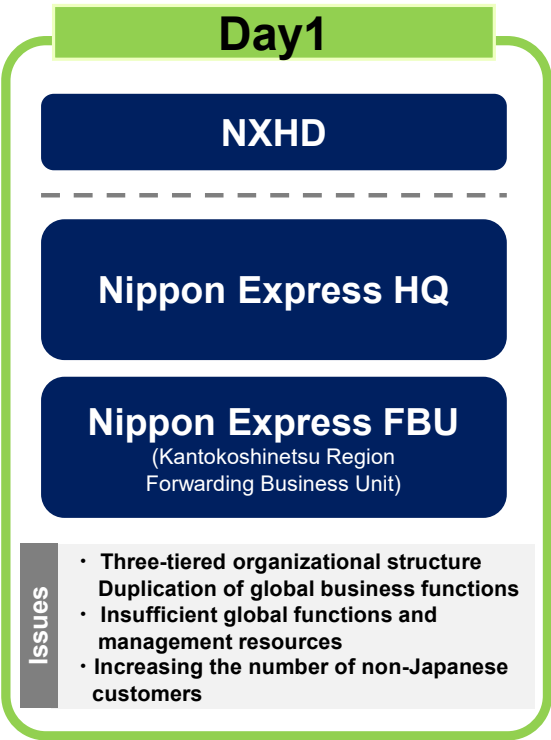 Day1
NXHD
Nippon Express HQ
Nippon Express FBU
(Kantokoshinetsu Region
Forwarding Business Unit)
Issues
・ Three-tiered organizational structure
Duplication of global business functions
・ Insufficient global functions and
management resources
・Increasing the number of non-Japanese
customers